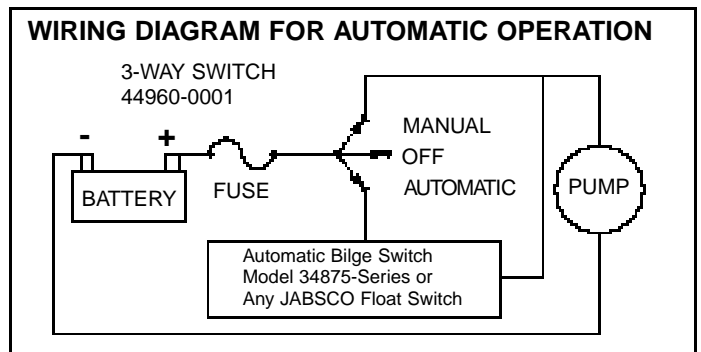 WIRING DIAGRAM FOR AUTOMATIC OPERATION
3-WAY SWITCH
44960-0001
- +
MANUAL
OFF
AUTOMATIC
BATTERY
FUSE
PUMP
Automatic Bilge Switch
Model 34875-Series or
Any JABSCO Float Switch